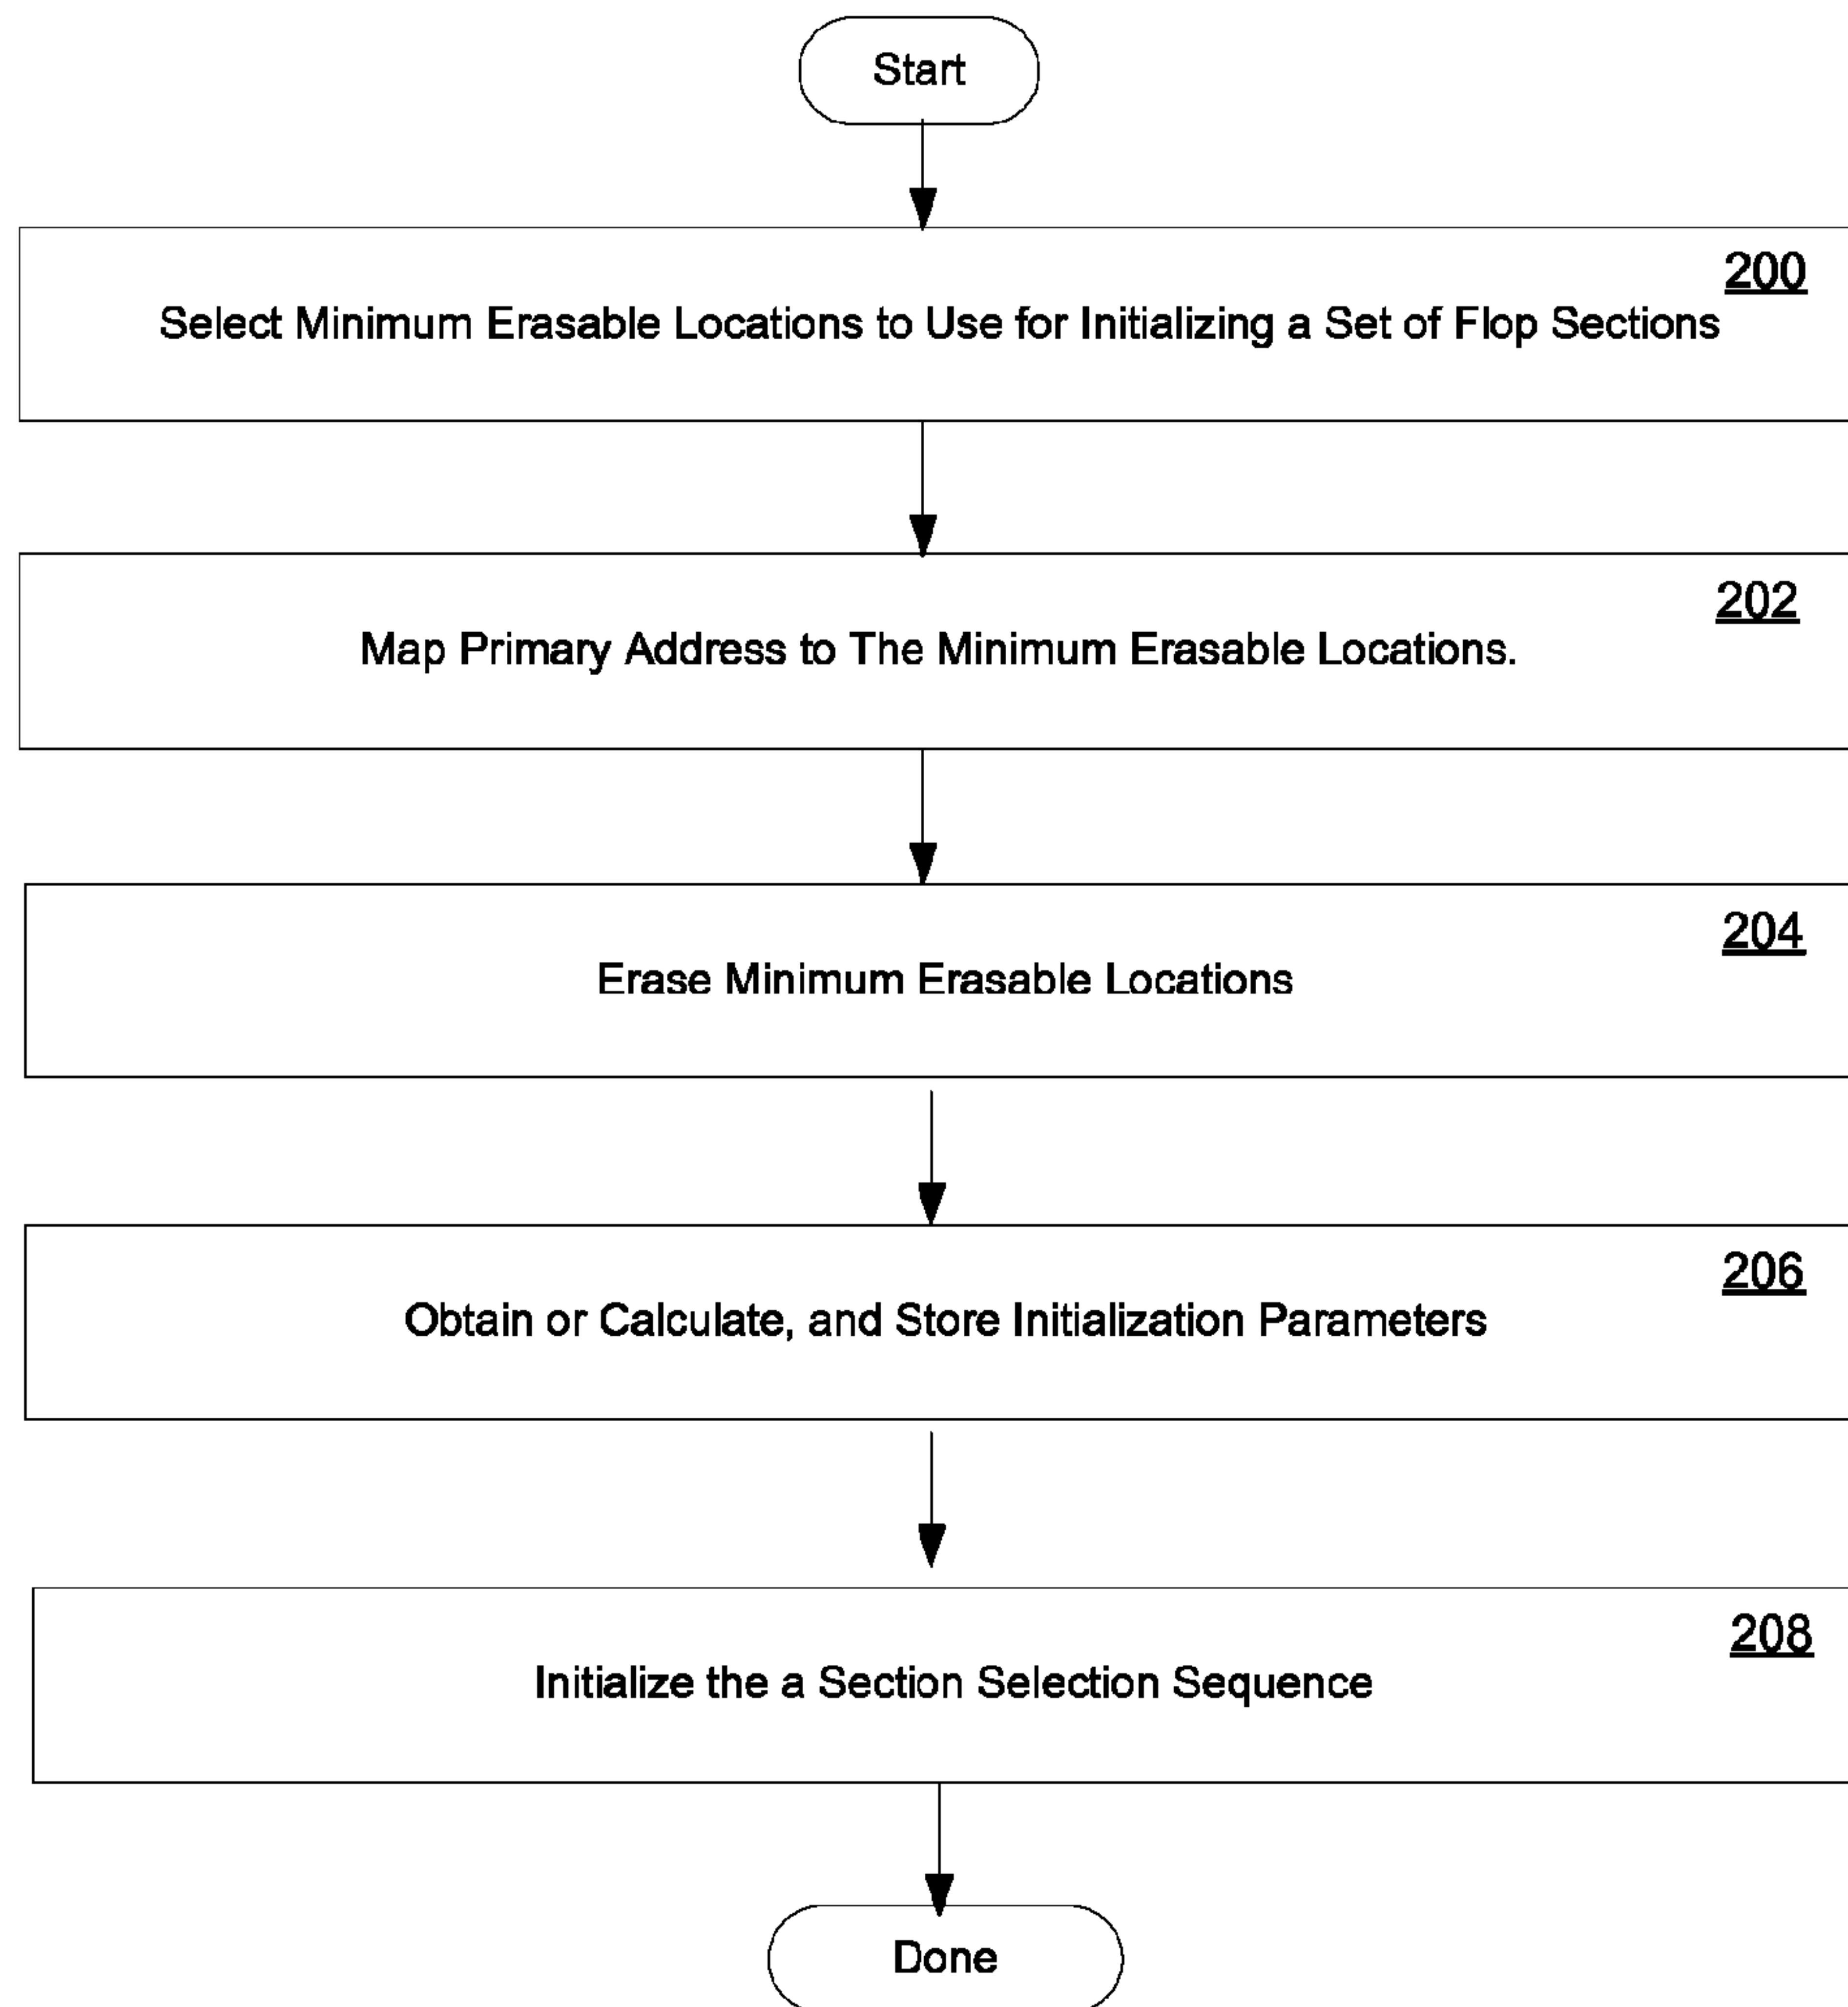 Start
200
Select Minimum Erasable Locations to Use for Initializing a Set of Flop Sections
202
Map Primary Address to The Minimum Erasable Locations.
204
Erase Minimum Erasable Locations
206
Obtain or Calculate, and Store Initialization Parameters
208
Initialize the a Section Selection Sequence
Done